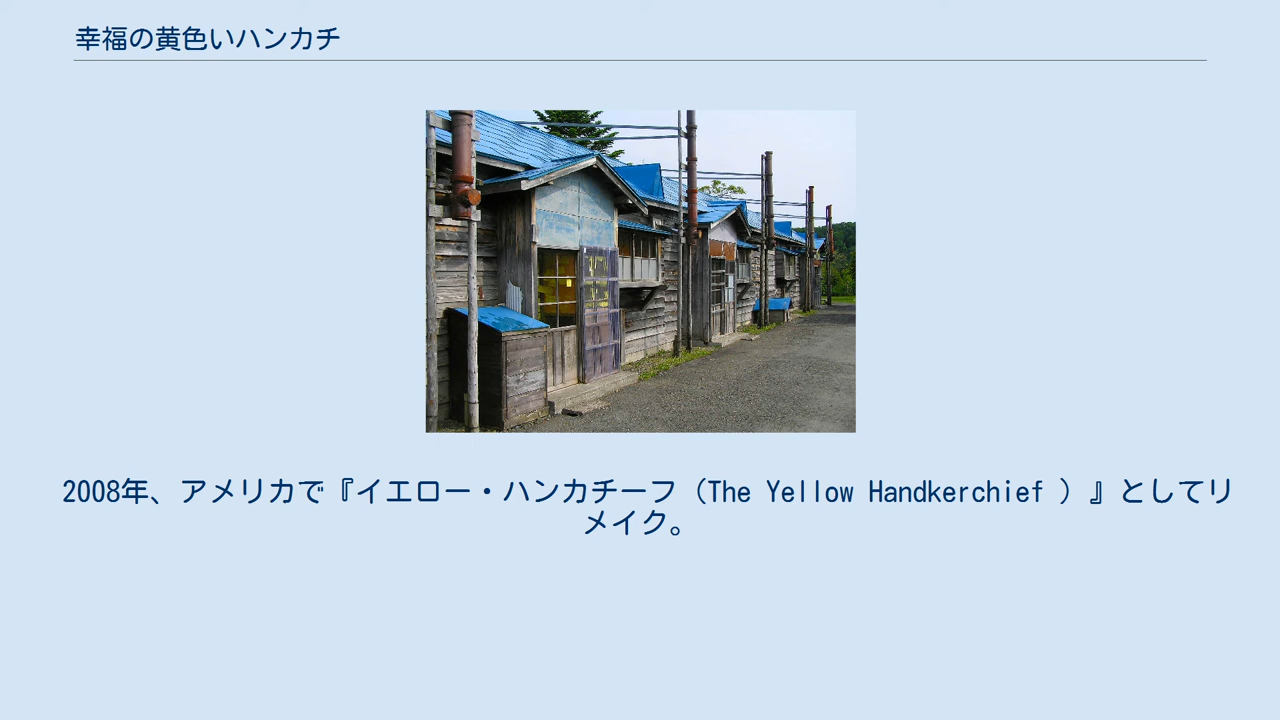 幸福の黄色いハンカチ
2008年、アメリカで『イエロー・ハンカチーフ（The Yellow Handkerchief ）』としてリ
メイク。